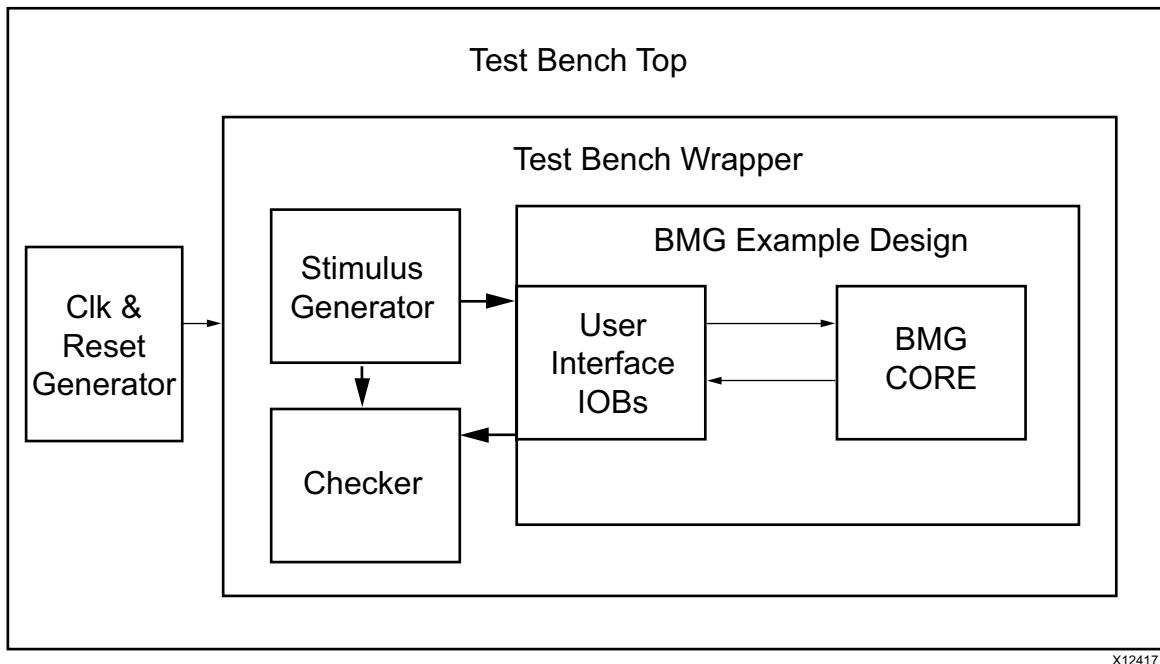 Test Bench Top
Test Bench Wrapper
BMG Example Design
Stimulus
Generator
Clk &
Reset
Generator
User
Interface
IOBs
BMG
CORE
Checker
X12417